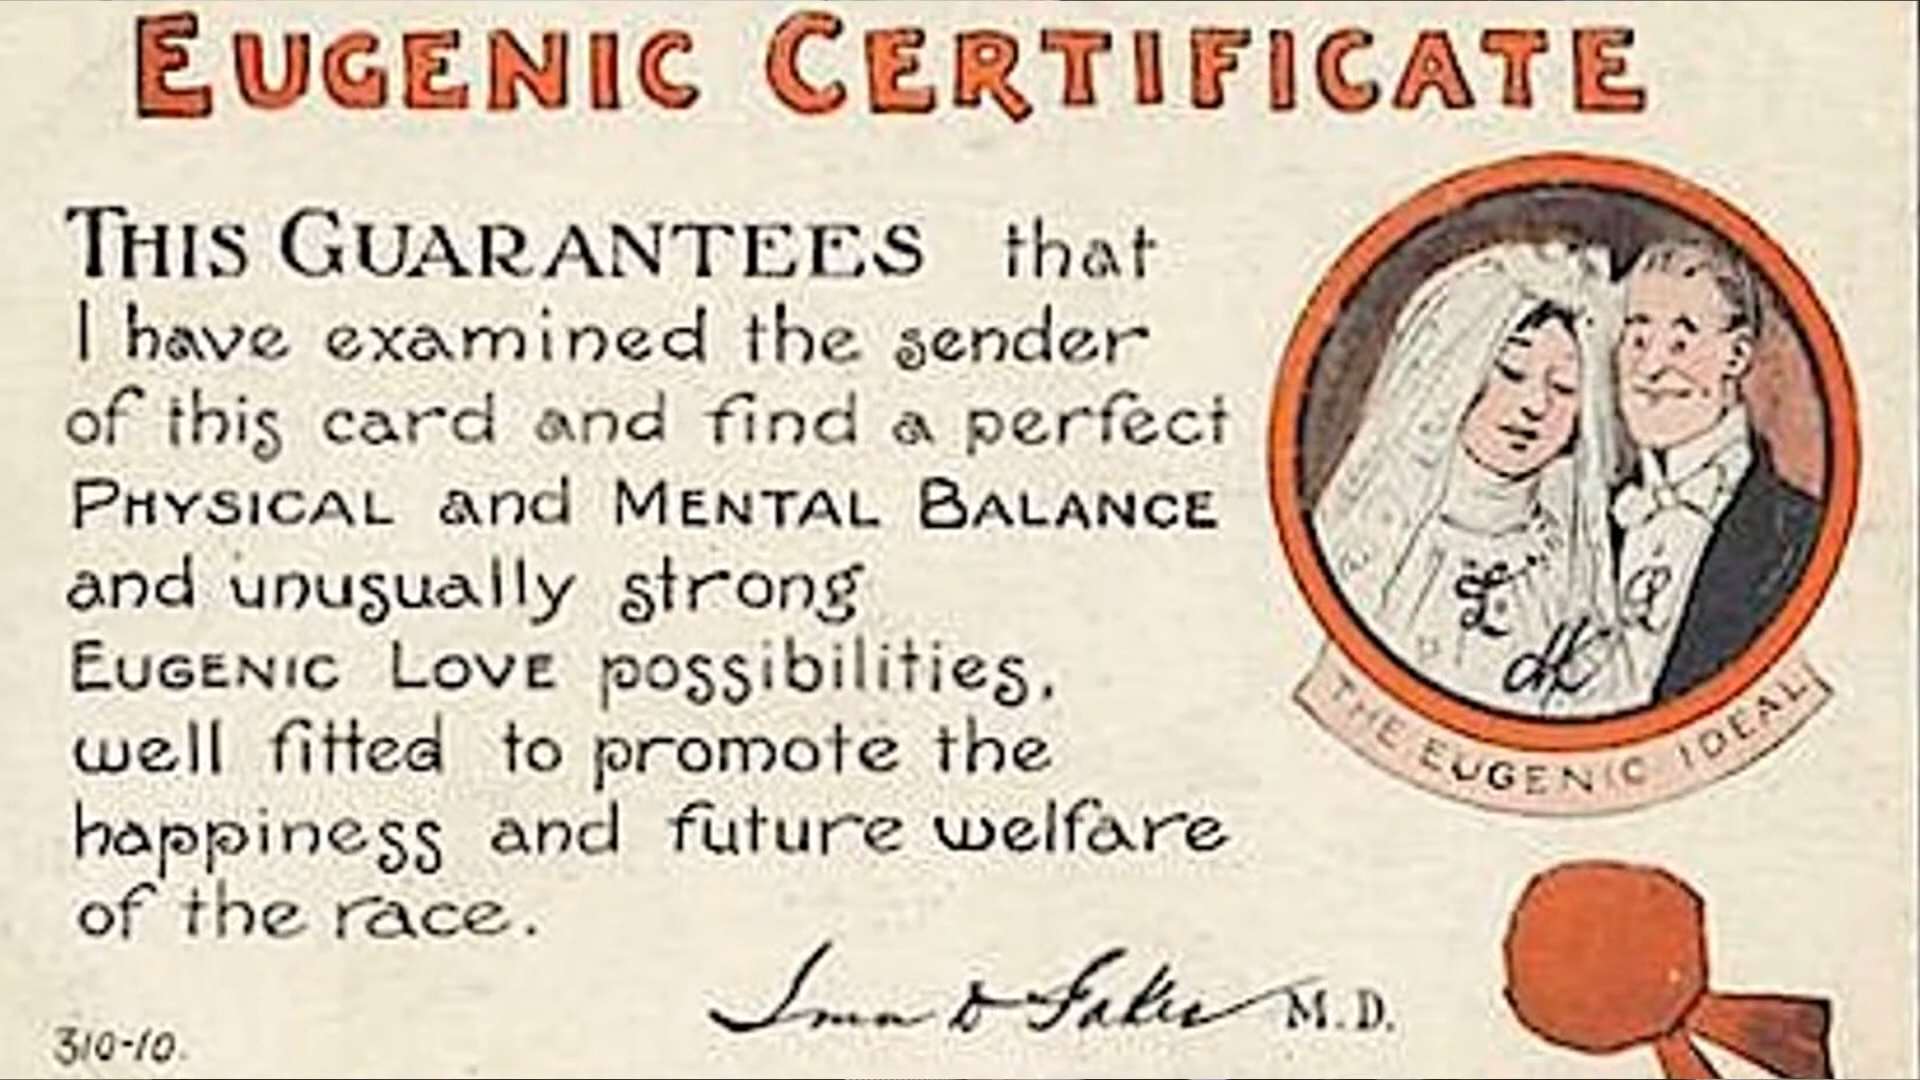 EUGENIC CERTIFICATE
THIS GUARANTEES that
I have examined the sender
of this card and find a perfect
PHYSICAL and MENTAL BALANCE
and unusually strong
EUGENIC LOVE possibilities,
well fitted to promote the
happiness and future welfare
of the race.
THE EUGENIC IDEAL
M.D.
310-10.